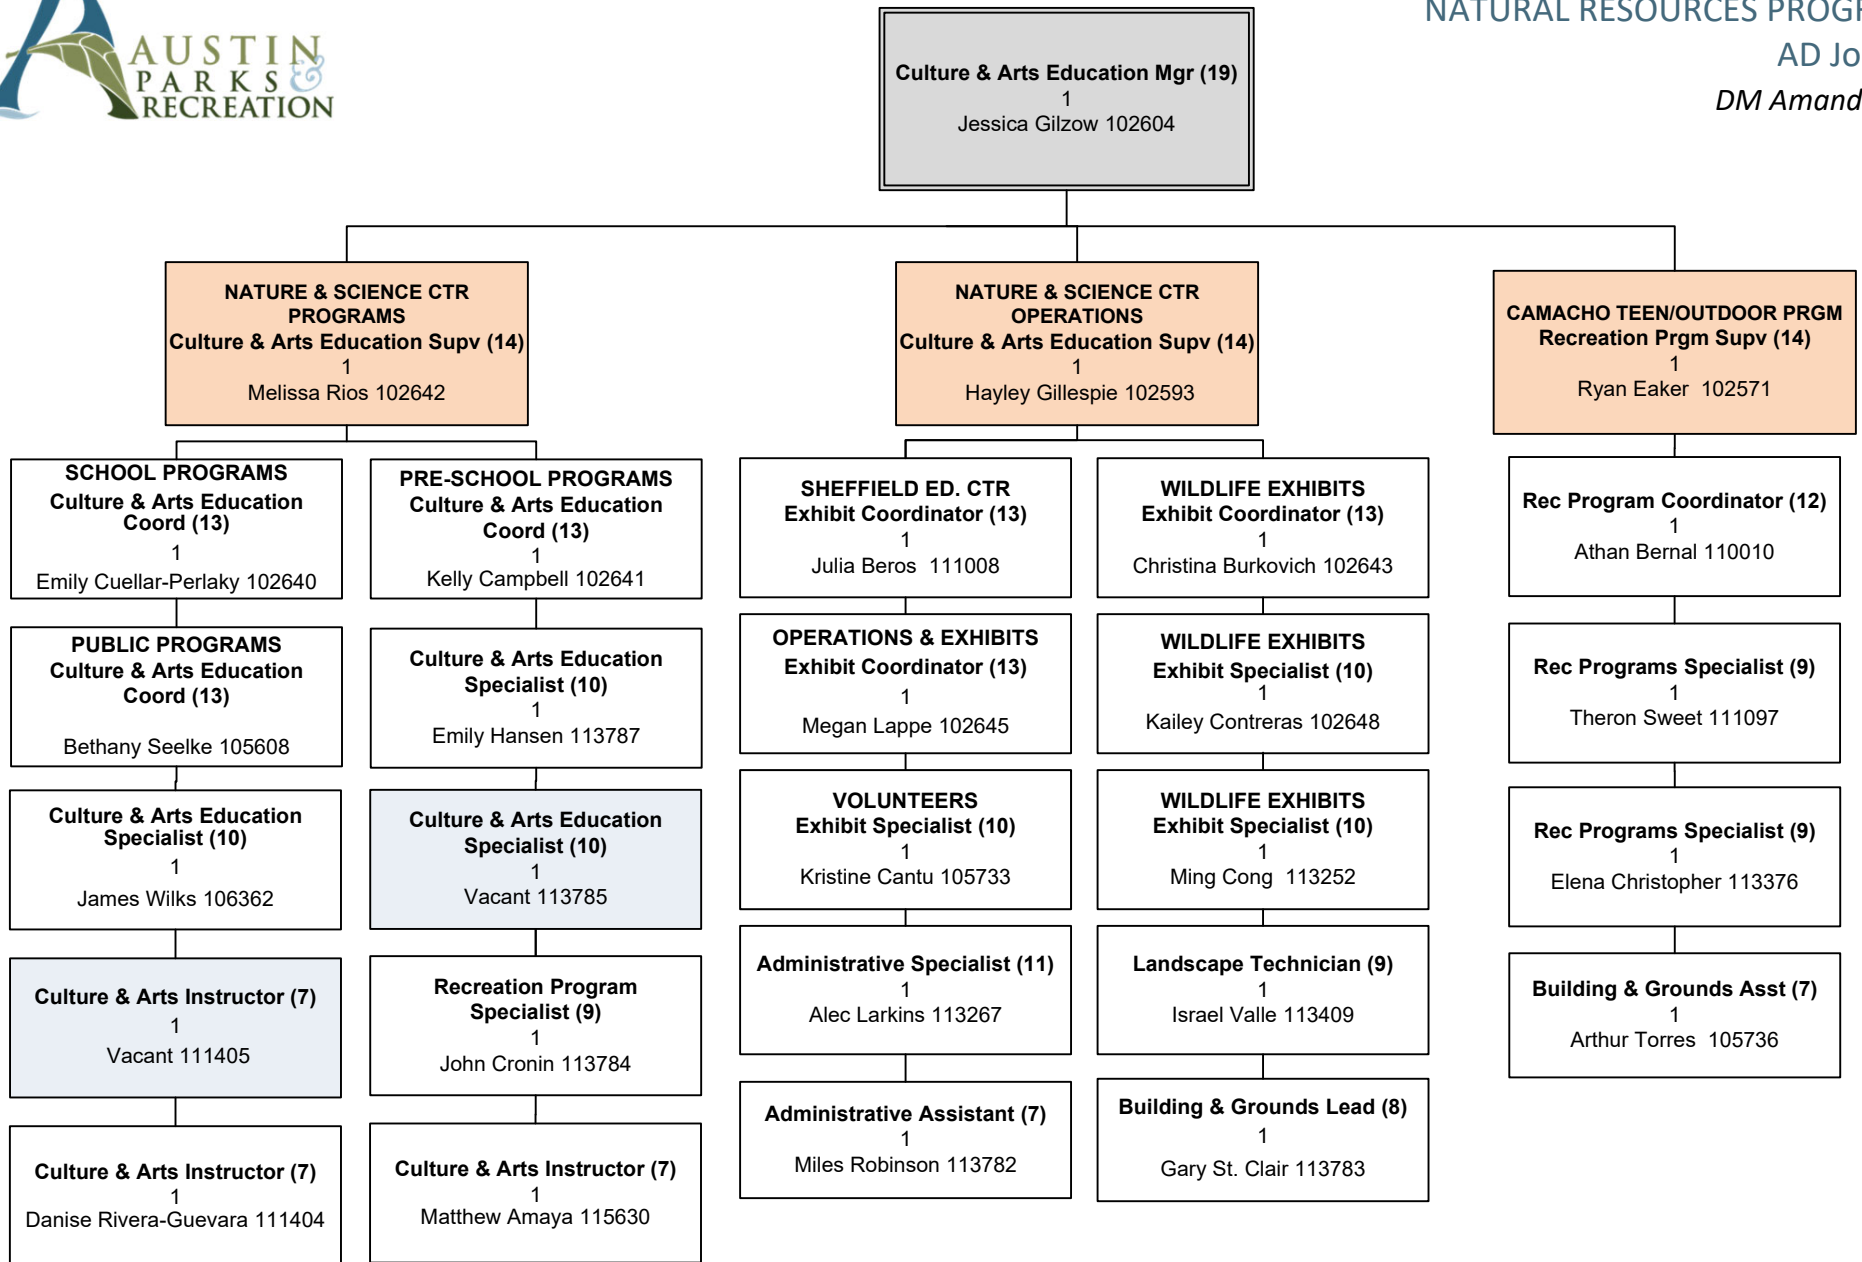 AUSTIN
PARKS &
RECREATION
NATURAL RESOURCES
AD
DM
Culture & Arts Education Mgr (19)
1
Jessica Gilzow 102604
NATURE & SCIENCE CTR
PROGRAMS
Culture & Arts Education Supv (14)
1
Melissa Rios 102642
NATURE & SCIENCE CTR
OPERATIONS
Culture & Arts Education Supv (14)
1
Hayley Gillespie 102593
CAMACHO TEEN/OUTDOOR PRGM
Recreation Prgm Supv (14)
1
Ryan Eaker 102571
SCHOOL PROGRAMS
Culture & Arts Education
Coord (13)
1
Emily Cuellar-Perlaky 102640
PUBLIC PROGRAMS
Culture & Arts Education
Coord (13)
Bethany Seelke 105608
Culture & Arts Education
Specialist (10)
1
James Wilks 106362
Culture & Arts Instructor (7)
1
Vacant 111405
Culture & Arts Instructor (7)
1
Danise Rivera-Guevara 111404
PRE-SCHOOL PROGRAMS
Culture & Arts Education
Coord (13)
1
Kelly Campbell 102641
Culture & Arts Education
Specialist (10)
1
Emily Hansen 113787
Culture & Arts Education
Specialist (10)
1
Vacant 113785
Recreation Program
Specialist (9)
1
John Cronin 113784
Culture & Arts Instructor (7)
1
Matthew Amaya 115630
SHEFFIELD ED. CTR
Exhibit Coordinator (13)
1
Julia Beros 111008
OPERATIONS & EXHIBITS
Exhibit Coordinator (13)
1
Megan Lappe 102645
VOLUNTEERS
Exhibit Specialist (10)
1
Kristine Cantu 105733
Administrative Specialist (11)
1
Alec Larkins 113267
Administrative Assistant (7)
1
Miles Robinson 113782
WILDLIFE EXHIBITS
Exhibit Coordinator (13)
1
Christina Burkovich 102643
WILDLIFE EXHIBITS
Exhibit Specialist (10)
1
Kailey Contreras 102648
WILDLIFE EXHIBITS
Exhibit Specialist (10)
1
Ming Cong 113252
Landscape Technician (9)
1
Israel Valle 113409
Building & Grounds Lead (8)
1
Gary St. Clair 113783
Rec Program Coordinator (12)
1
Athan Bernal 110010
Rec Programs Specialist (9)
1
Theron Sweet 111097
Rec Programs Specialist (9)
1
Elena Christopher 113376
Building & Grounds Asst (7)
1
Arthur Torres 105736